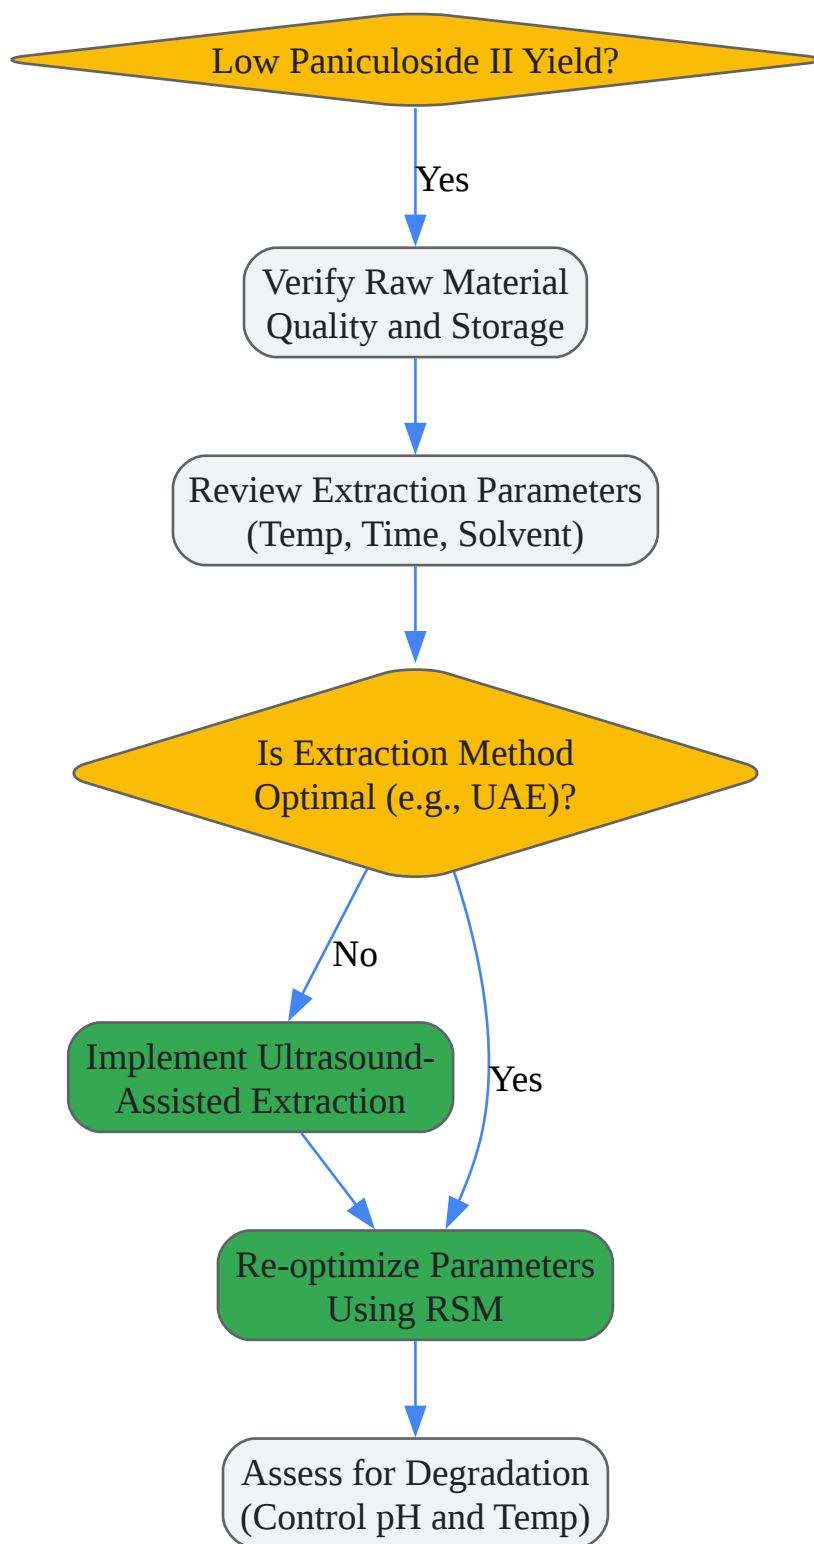 Low Paniculoside II Yield?
Yes
Verify Raw Material
Quality and Storage
Review Extraction Parameters
(Temp, Time, Solvent)
Is Extraction Method
Optimal (e.g., UAE)?
No
Implement Ultrasound-
Assisted Extraction
Yes
Re-optimize Parameters
Using RSM
Assess for Degradation
(Control pH and Temp)